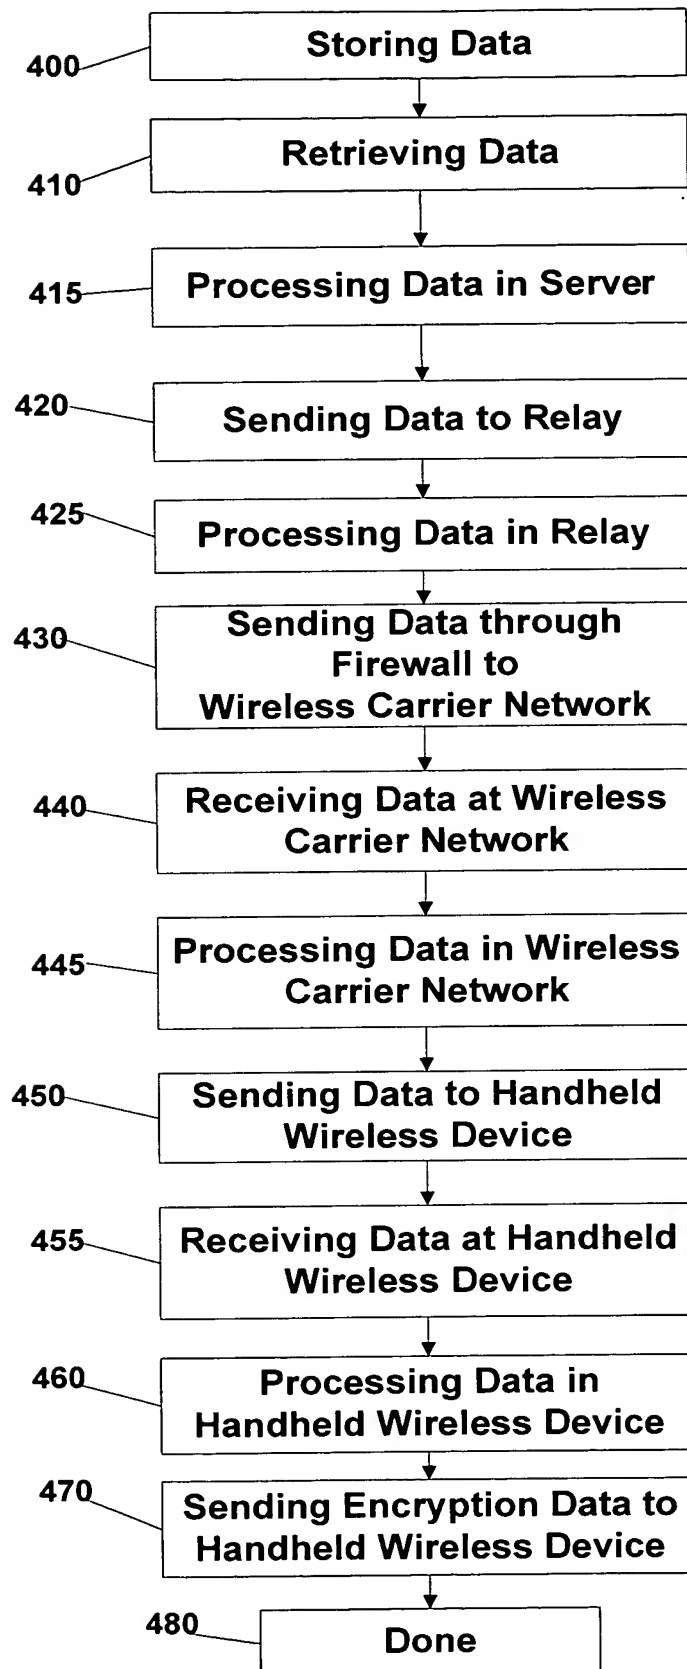 400
Storing Data
410
Retrieving Data
415
Processing Data in Server
420
Sending Data to Relay
425
Processing Data in Relay
430
Sending Data through
Firewall to
Wireless Carrier Network
440
Receiving Data at Wireless
Carrier Network
445
Processing Data in Wireless
Carrier Network
450
Sending Data to Handheld
Wireless Device
455
Receiving Data at Handheld
Wireless Device
460
Processing Data in
Handheld Wireless Device
470
Sending Encryption Data to
Handheld Wireless Device
480
Done